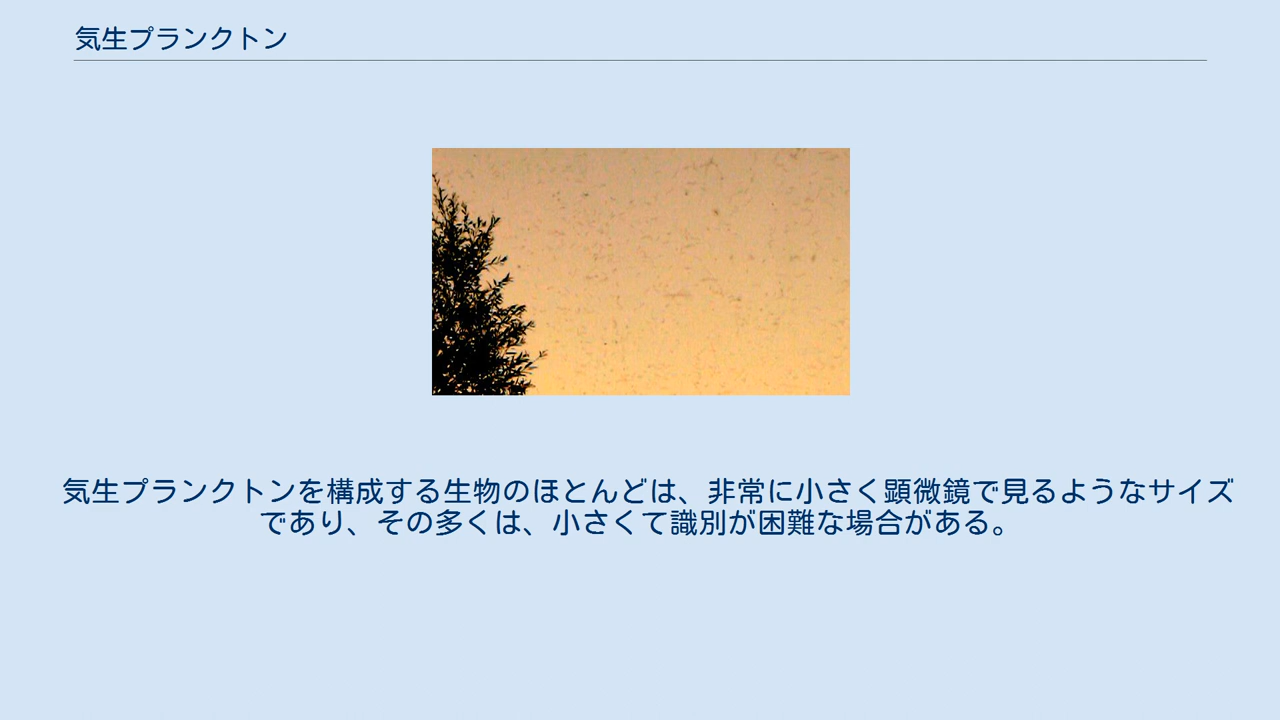 気生プランクトン
気生プランクトンを構成する生物のほとんどは、非常に小さく顕微鏡で見るようなサイズ
であり、その多くは、小さくて識別が困難な場合がある。